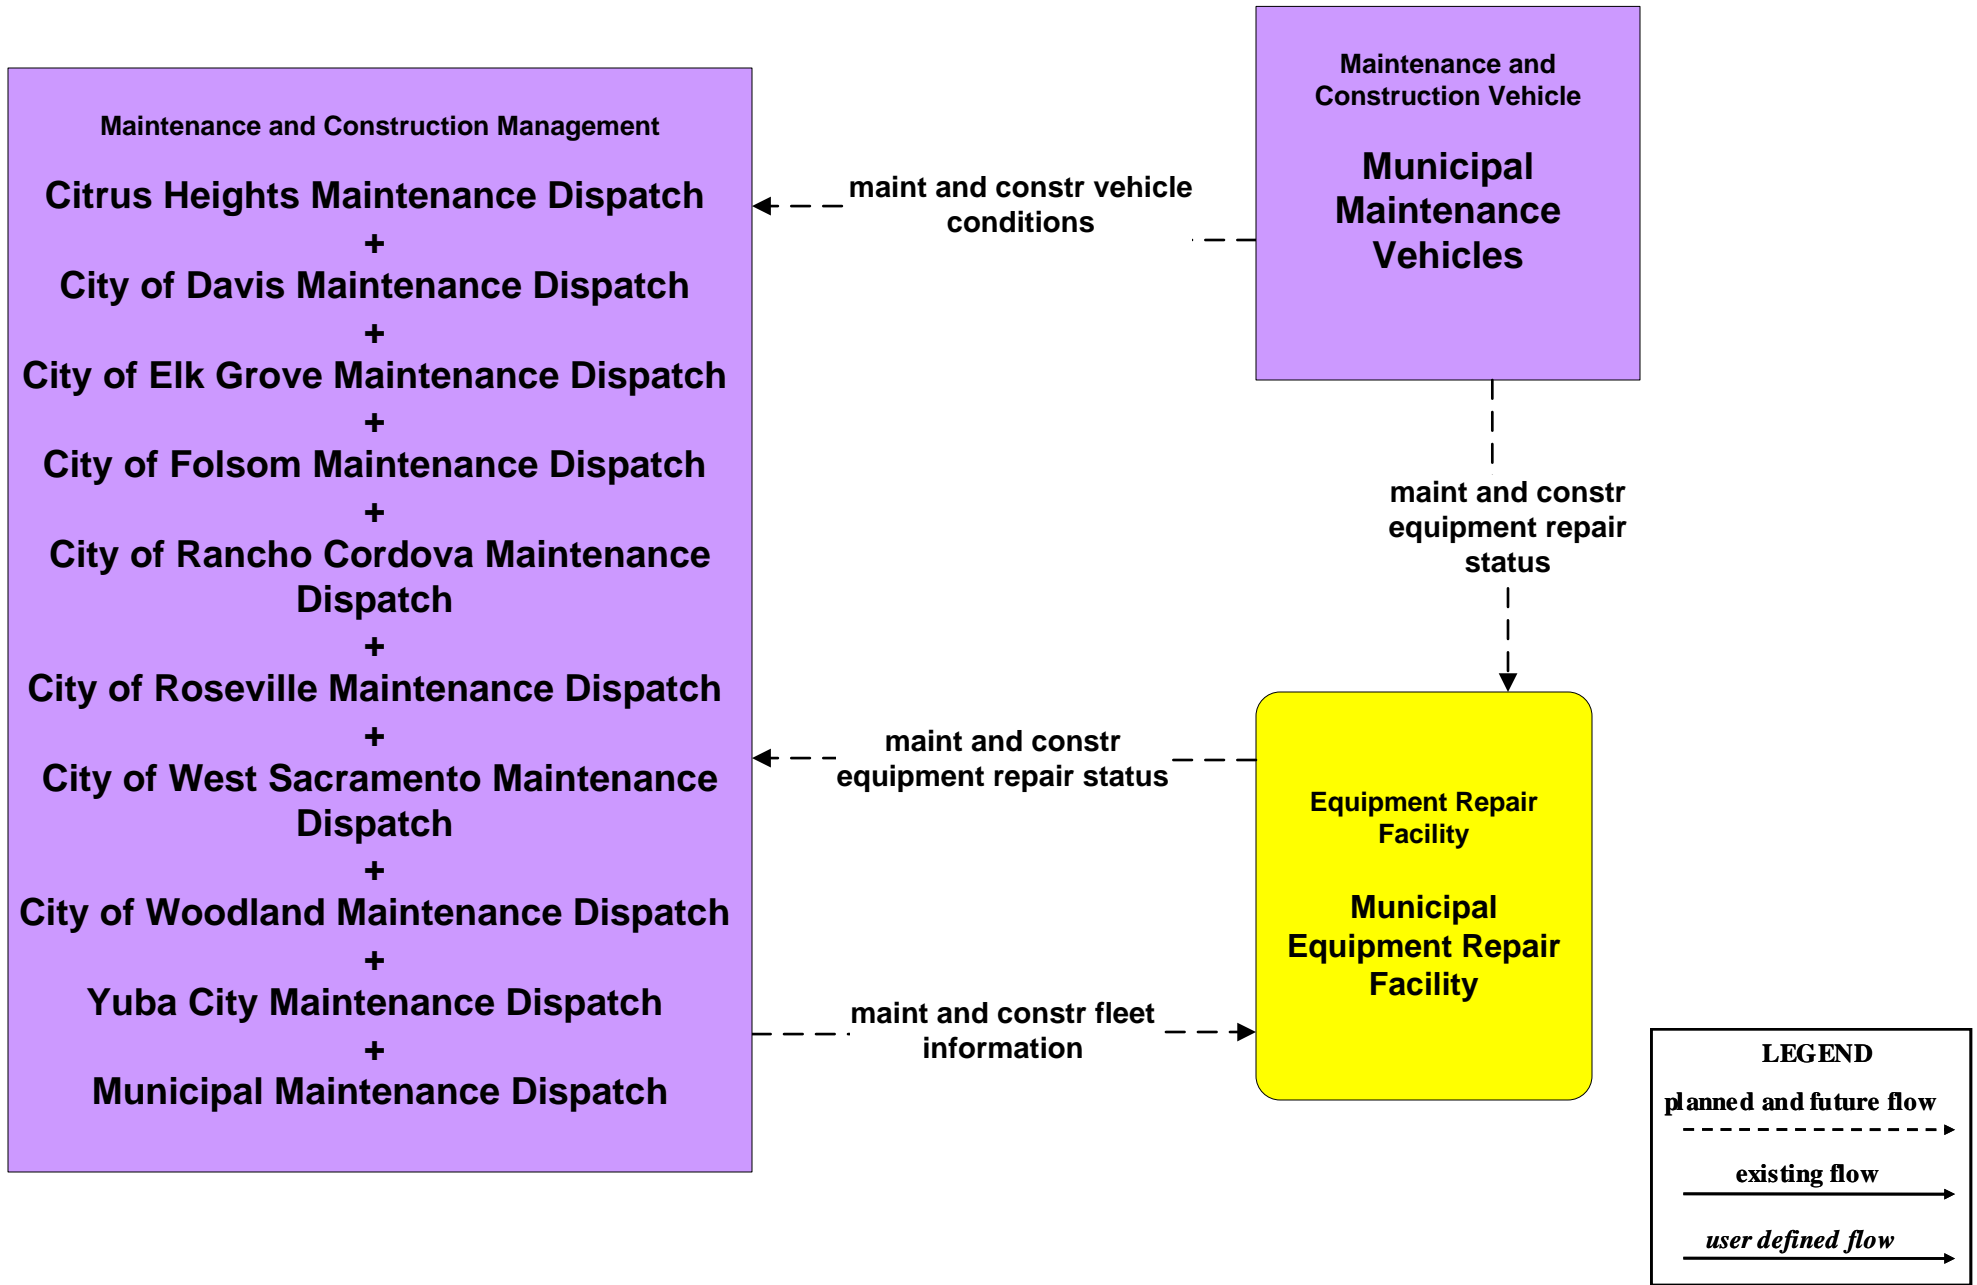 Maintenance and Construction Management
Citrus Heights Maintenance Dispatch
+
City of Davis Maintenance Dispatch
+
City of Elk Grove Maintenance Dispatch
+
City of Folsom Maintenance Dispatch
+
City of Rancho Cordova Maintenance
Dispatch
+
City of Roseville Maintenance Dispatch
+
City of West Sacramento Maintenance
Dispatch
+
City of Woodland Maintenance Dispatch
+
Yuba City Maintenance Dispatch
+
Municipal Maintenance Dispatch
maint and constr vehicle
conditions
Maintenance and
Construction Vehicle
Municipal
Maintenance
Vehicles
maint and constr
equipment repair
status
maint and constr
equipment repair status
Equipment Repair
Facility
Municipal
Equipment Repair
Facility
maint and constr fleet
information
LEGEND
planned and future flow
existing flow
user defined flow